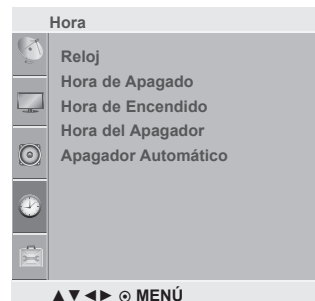 Hora
Reloj
Hora de Apagado
Hora de Encendido
Hora del Apagador
Apagador Automático
▲▼◄► ⊙ MENÚ